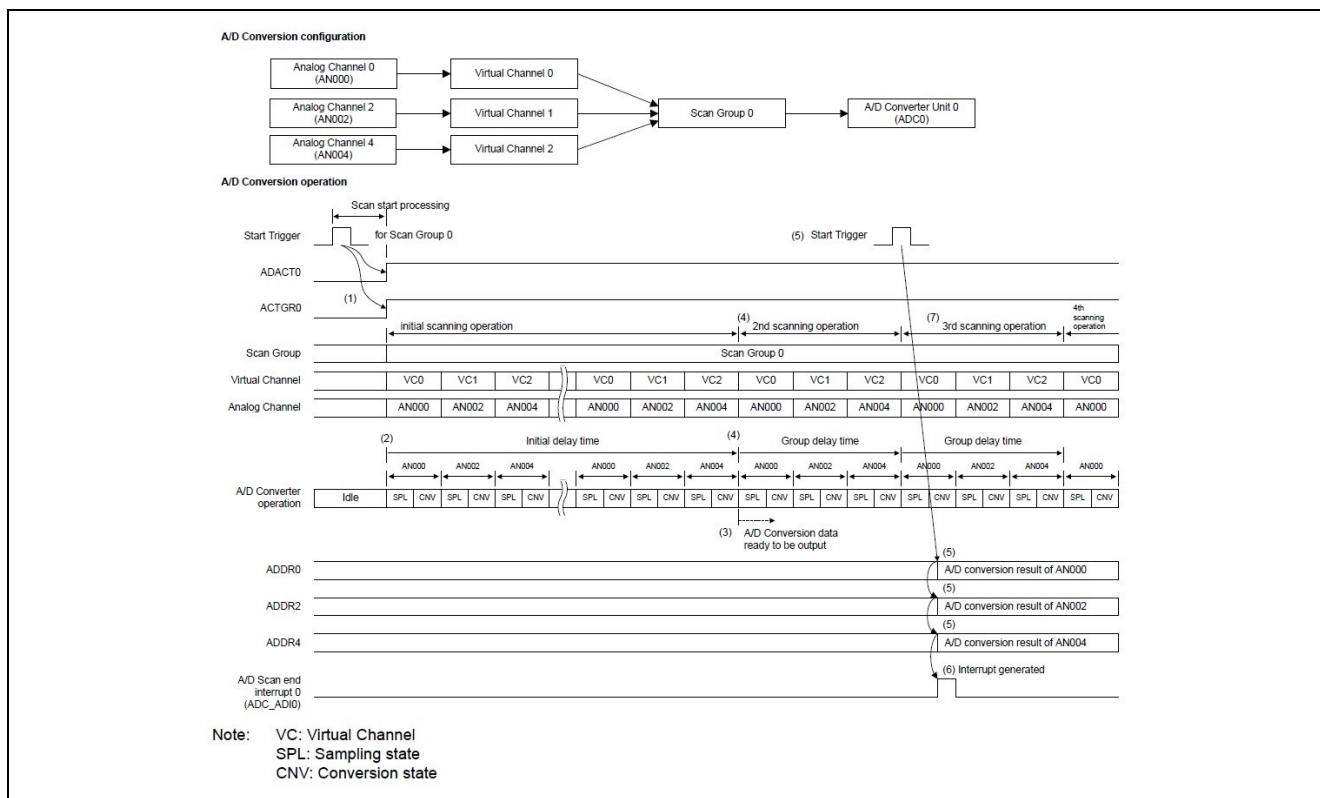 A/D Conversion configuration
Analog Channel 0
(AN000)
Virtual Channel 0
Analog Channel 2
(AN002)
Virtual Channel 1
Scan Group 0
A/D Converter Unit 0
(ADC0)
Analog Channel 4
(AN004)
Virtual Channel 2
A/D Conversion operation
Scan start processing
Start Trigger
for Scan Group 0
(5) Start Trigger
ADACT0
(1)
ACTGR0
initial scanning operation
(4)
2nd scanning operation
(7)
3rd scanning operation
4th
scanning
operation
Scan Group
Scan Group 0
Virtual Channel
VC0 VC1 VC2 VC0 VC1 VC2 VC0 VC1 VC2 VC0 VC1 VC2 VC0
Analog Channel
AN000 AN002 AN004 AN000 AN002 AN004 AN000 AN002 AN004 AN000 AN002 AN004 AN000
(2)
Initial delay time
(4)
Group delay time
Group delay time
AN000 AN002 AN004 AN000 AN002 AN004 AN000 AN002 AN004 AN000 AN002 AN004 AN000
A/D Converter
operation
Idle SPL CNV SPL CNV SPL CNV SPL CNV SPL CNV SPL CNV SPL CNV SPL CNV SPL CNV SPL CNV SPL CNV SPL CNV SPL CNV
(3)
A/D Conversion data
ready to be output
(5)
ADDR0
A/D conversion result of AN000
(5)
ADDR2
A/D conversion result of AN002
(5)
ADDR4
A/D conversion result of AN004
A/D Scan end
interrupt 0
(ADC_ADI0)
(6) Interrupt generated
Note: VC: Virtual Channel
SPL: Sampling state
CNV: Conversion state